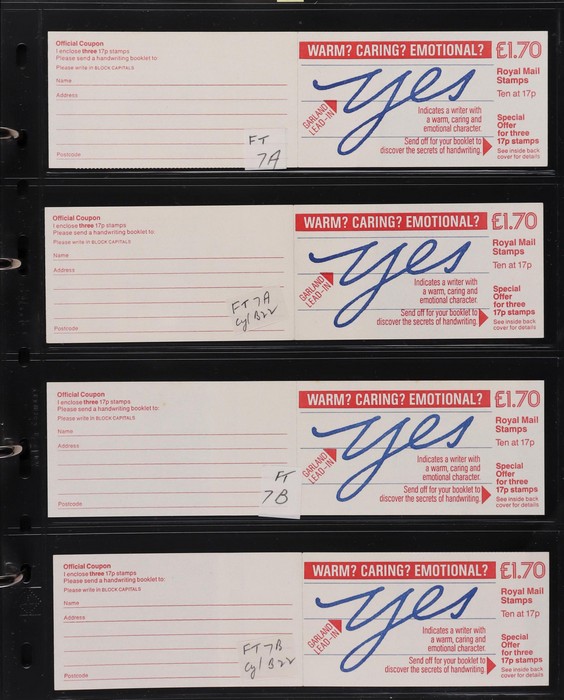 Official Coupon
I enclose three 17p stamps
Please send a handwriting booklet to:
Please write in BLOCK CAPITALS
Name
Address
Postcode
FT
7A
WARM? CARING? EMOTIONAL?
£1.70
yes
GARLAND
LEAD-IN
Indicates a writer with
a warm, caring and
emotional character.
Send off for your booklet to
discover the secrets of handwriting.
Royal Mail
Stamps
Ten at 17p
Special
Offer
for three
17p stamps
See inside back
cover for details
Official Coupon
I enclose three 17p stamps
Please send a handwriting booklet to:
Please write in BLOCK CAPITALS
Name
Address
Postcode
FT 7A
Cyl B22
WARM? CARING? EMOTIONAL?
£1.70
yes
GARLAND
LEAD-IN
Indicates a writer with
a warm, caring and
emotional character.
Send off for your booklet to
discover the secrets of handwriting.
Royal Mail
Stamps
Ten at 17p
Special
Offer
for three
17p stamps
See inside back
cover for details
Official Coupon
I enclose three 17p stamps
Please send a handwriting booklet to:
Please write in BLOCK CAPITALS
Name
Address
Postcode
FT
7B
WARM? CARING? EMOTIONAL?
£1.70
yes
GARLAND
LEAD-IN
Indicates a writer with
a warm, caring and
emotional character.
Send off for your booklet to
discover the secrets of handwriting.
Royal Mail
Stamps
Ten at 17p
Special
Offer
for three
17p stamps
See inside back
cover for details
Official Coupon
I enclose three 17p stamps
Please send a handwriting booklet to:
Please write in BLOCK CAPITALS
Name
Address
Postcode
FT 7B
Cyl B22
WARM? CARING? EMOTIONAL?
£1.70
yes
GARLAND
LEAD-IN
Indicates a writer with
a warm, caring and
emotional character.
Send off for your booklet to
discover the secrets of handwriting.
Royal Mail
Stamps
Ten at 17p
Special
Offer
for three
17p stamps
See inside back
cover for details